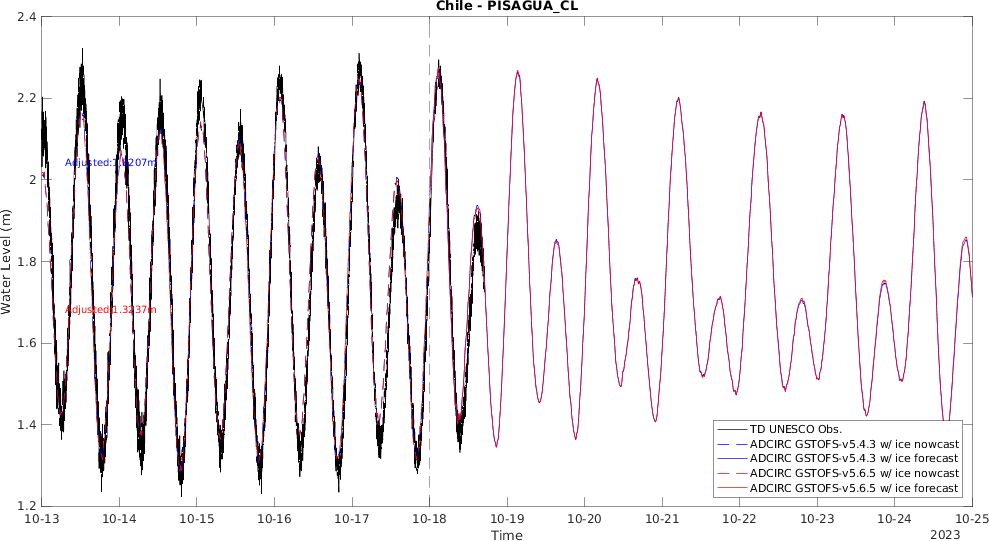 Chile - PISAGUA_CL
2.4
2.2
2
1.8
1.6
1.4
1.2
Water Level (m)
Adjusted:1.3207m
Adjusted:1.3237m
TD UNESCO Obs.
ADCIRC GSTOFS-v5.4.3 w/ ice nowcast
ADCIRC GSTOFS-v5.4.3 w/ ice forecast
ADCIRC GSTOFS-v5.6.5 w/ ice nowcast
ADCIRC GSTOFS-v5.6.5 w/ ice forecast
10-13 10-14 10-15 10-16 10-17 10-18 10-19 10-20 10-21 10-22 10-23 10-24 10-25
Time
2023